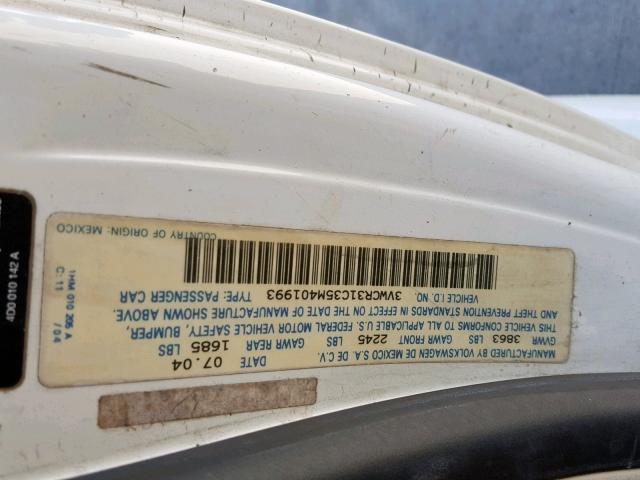 MANUFACTURED BY VOLKSWAGEN DE MEXICO S.A. DE C.V. DATE
GVWR GAWR FRONT GAWR REAR 07.04
3863 LBS 2245 LBS 1685 LBS
THIS VEHICLE CONFORMS TO ALL APPLICABLE U.S. FEDERAL MOTOR VEHICLE SAFETY, BUMPER,
AND THEFT PREVENTION STANDARDS IN EFFECT ON THE DATE OF MANUFACTURE SHOWN ABOVE.
VEHICLE I.D. NO. 3VWCR31C35M401993 TYPE: PASSENGER CAR
COUNTRY OF ORIGIN: MEXICO
1HM 010 205 A
C.11 /04
4D0 010 142 A